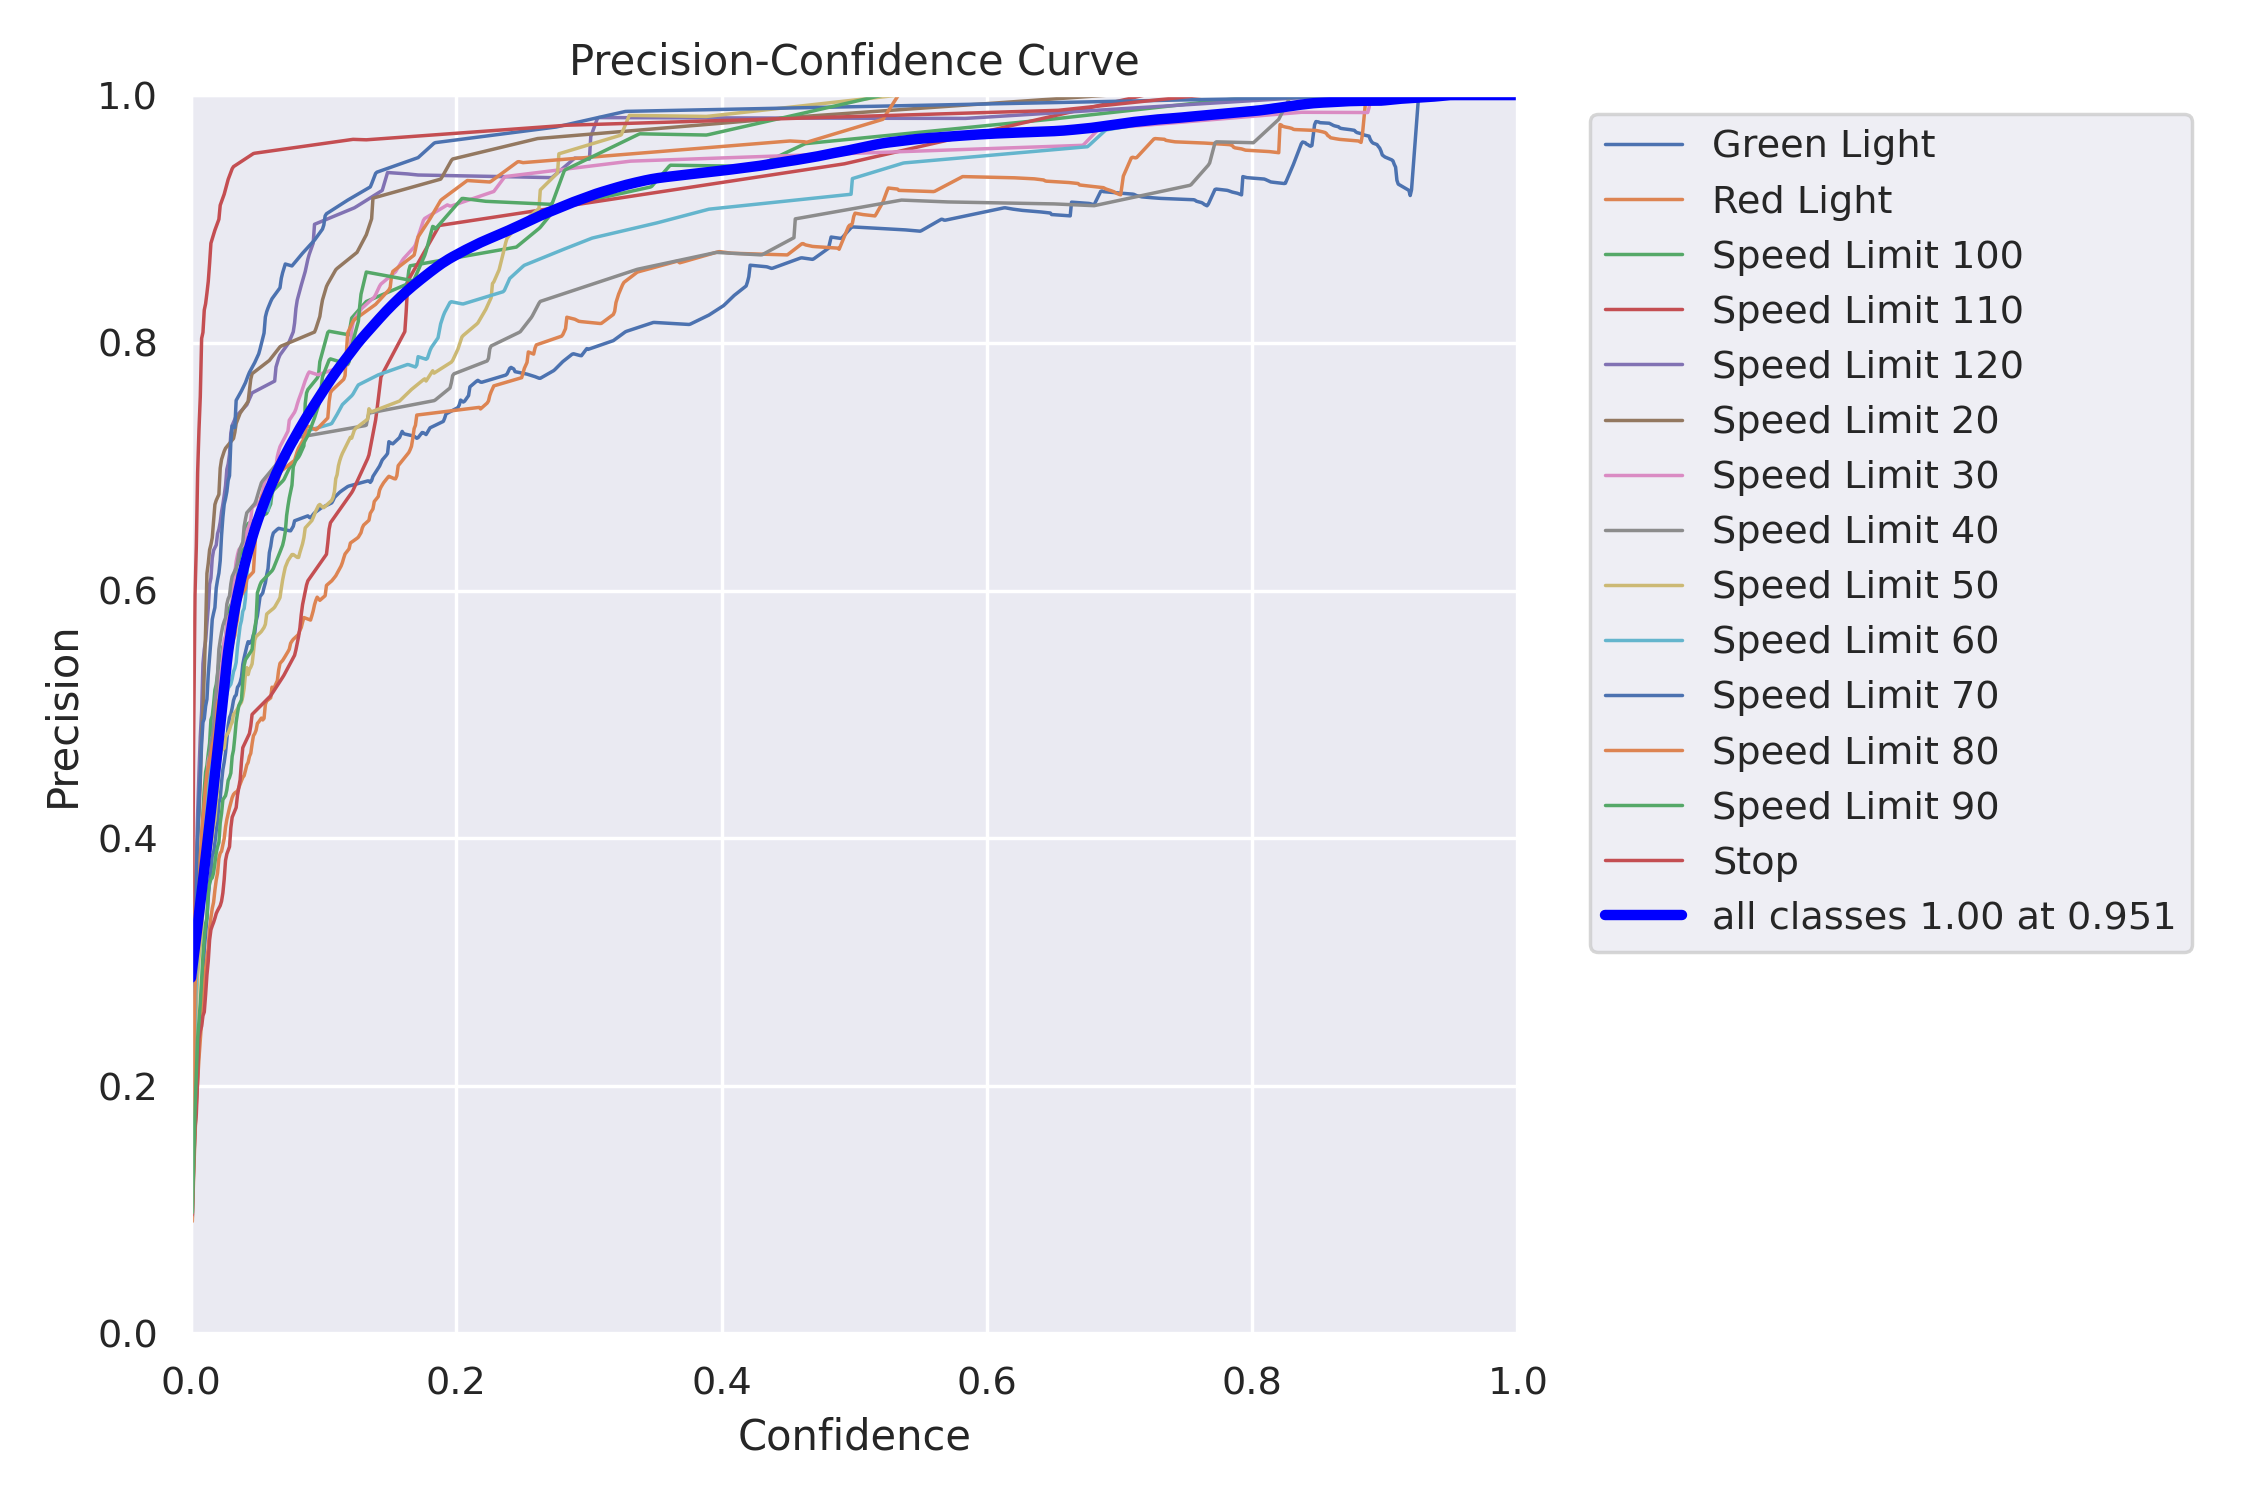 Precision-Confidence Curve
1.0
0.8
0.6
0.4
0.2
0.0
Precision
0.0 0.2 0.4 0.6 0.8 1.0
Confidence
Green Light
Red Light
Speed Limit 100
Speed Limit 110
Speed Limit 120
Speed Limit 20
Speed Limit 30
Speed Limit 40
Speed Limit 50
Speed Limit 60
Speed Limit 70
Speed Limit 80
Speed Limit 90
Stop
all classes 1.00 at 0.951